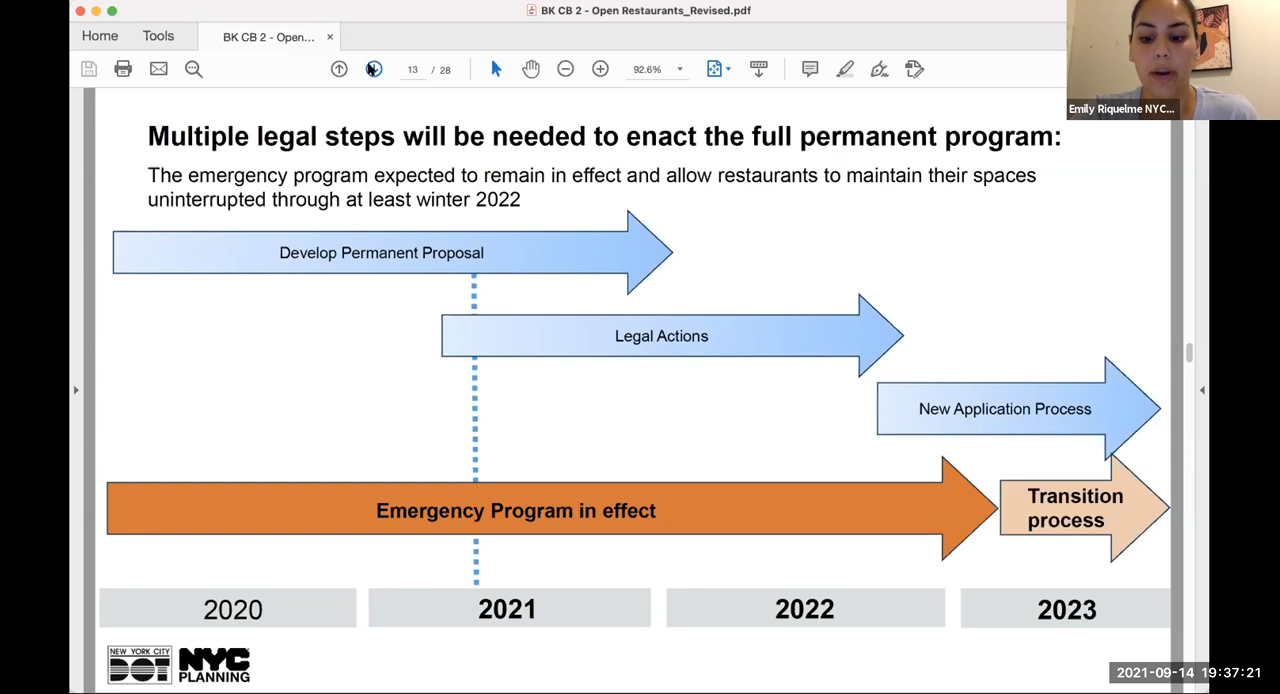 BK CB 2 - Open Restaurants_Revised.pdf
Home
Tools
BK CB 2 - Open...
×
13 / 28
92.6%
Emily Riquelme NYC...
Multiple legal steps will be needed to enact the full permanent program:
The emergency program expected to remain in effect and allow restaurants to maintain their spaces
uninterrupted through at least winter 2022
Develop Permanent Proposal
Legal Actions
New Application Process
Emergency Program in effect
Transition
process
2020
2021
2022
2023
NEW YORK CITY
DOT
NYC
PLANNING
2021-09-14 19:37:21